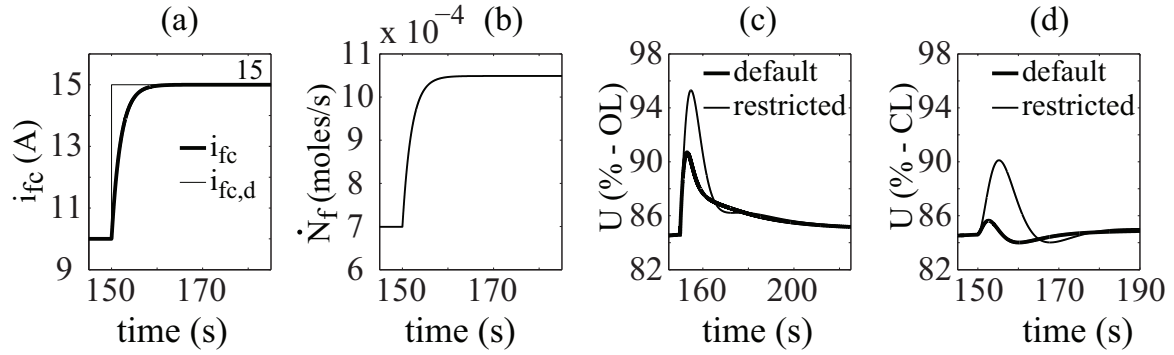 (a)
i_fc (A)
15
13
11
9
15
i_fc
i_fc,d
150
170
time (s)
(b)
x 10^−4
Ṅ_f (moles/s)
11
10
9
8
7
6
150
170
time (s)
(c)
U (% - OL)
98
94
90
86
82
default
restricted
160
200
time (s)
(d)
U (% - CL)
98
94
90
86
82
default
restricted
150
170
190
time (s)